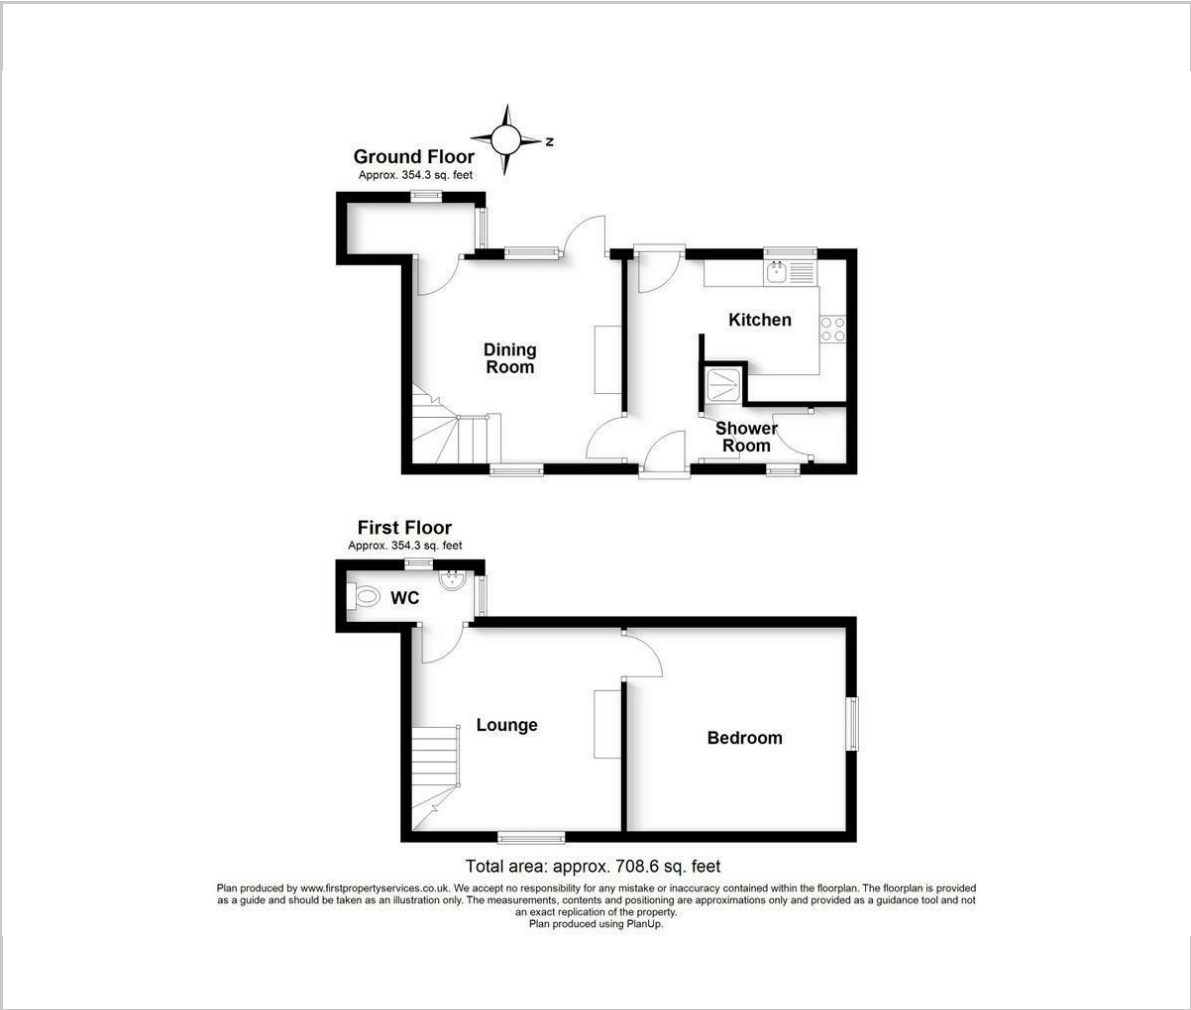 N
Ground Floor
Approx. 354.3 sq. feet
Kitchen
Dining
Room
Shower
Room
First Floor
Approx. 354.3 sq. feet
WC
Lounge
Bedroom
Total area: approx. 708.6 sq. feet
Plan produced by www.firstpropertyservices.co.uk. We accept no responsibility for any mistake or inaccuracy contained within the floorplan. The floorplan is provided
as a guide and should be taken as an illustration only. The measurements, contents and positioning are approximations only and provided as a guidance tool and not
an exact replication of the property.
Plan produced using PlanUp.